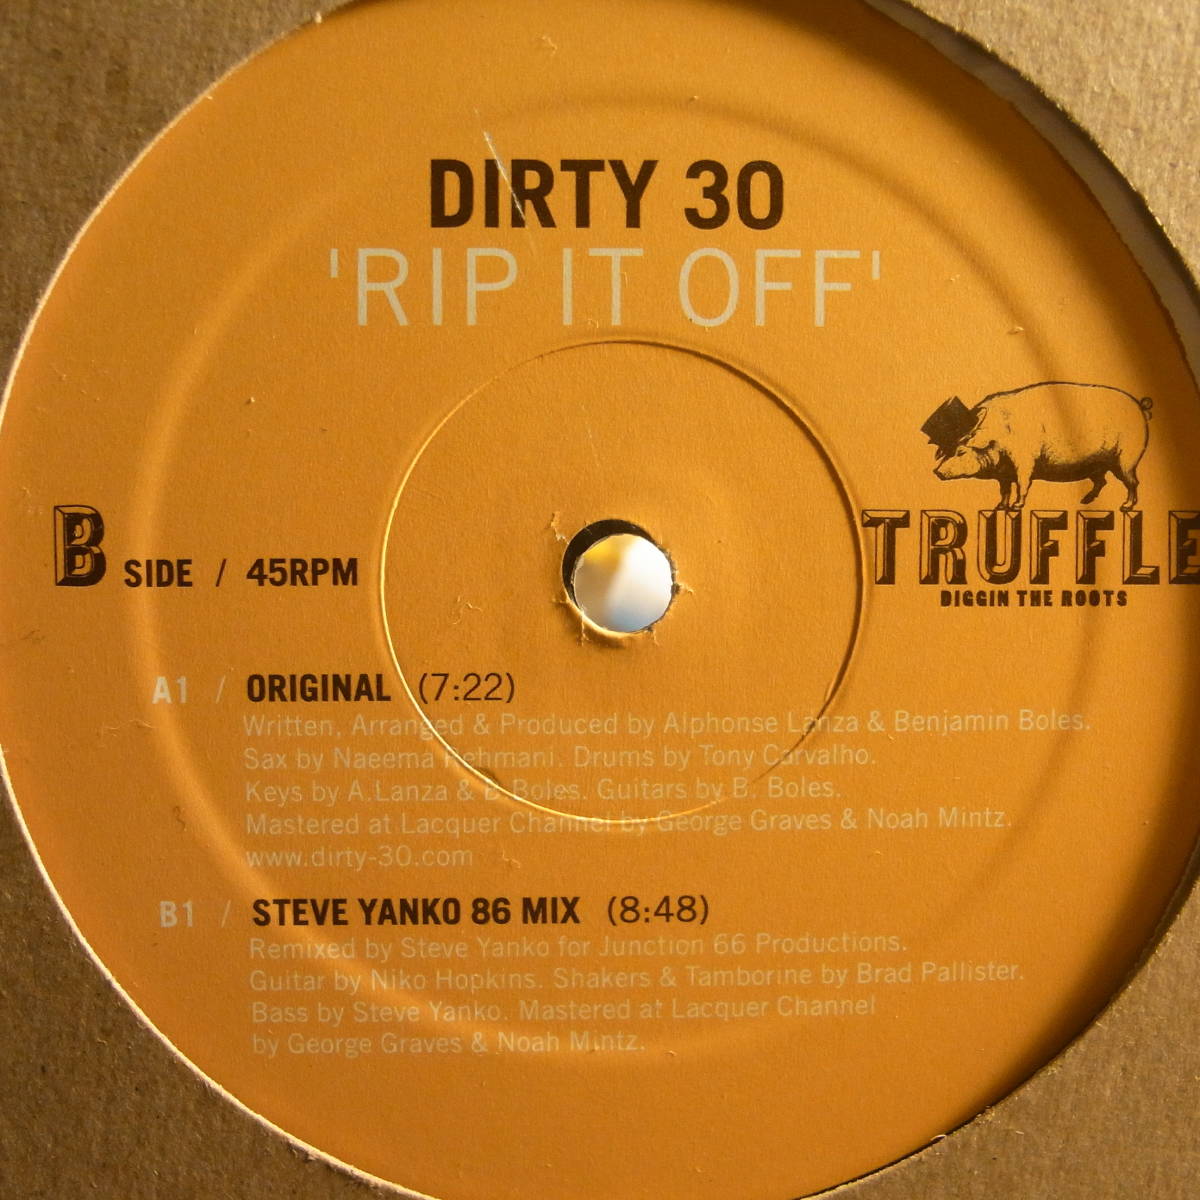 DIRTY 30
'RIP IT OFF'
TRUFFLE
DIGGIN THE ROOTS
B SIDE / 45RPM
A1 / ORIGINAL (7:22)
Written, Arranged & Produced by Alphonse Lanza & Benjamin Boles.
Sax by Naeema Rehmani. Drums by Tony Carvalho.
Keys by A.Lanza & B. Boles. Guitars by B. Boles.
Mastered at Lacquer Channel by George Graves & Noah Mintz.
www.dirty-30.com
B1 / STEVE YANKO 86 MIX (8:48)
Remixed by Steve Yanko for Junction 66 Productions.
Guitar by Niko Hopkins. Shakers & Tamborine by Brad Pallister.
Bass by Steve Yanko. Mastered at Lacquer Channel
by George Graves & Noah Mintz.